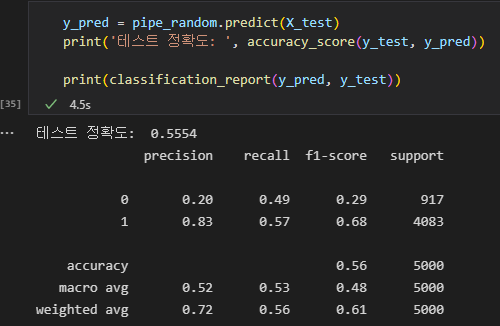 y_pred = pipe_random.predict(X_test)
print('테스트 정확도: ', accuracy_score(y_test, y_pred))
print(classification_report(y_pred, y_test))
[35]
✓ 4.5s
...
테스트 정확도:  0.5554
precision recall f1-score support
0 0.20 0.49 0.29 917
1 0.83 0.57 0.68 4083
accuracy 0.56 5000
macro avg 0.52 0.53 0.48 5000
weighted avg 0.72 0.56 0.61 5000